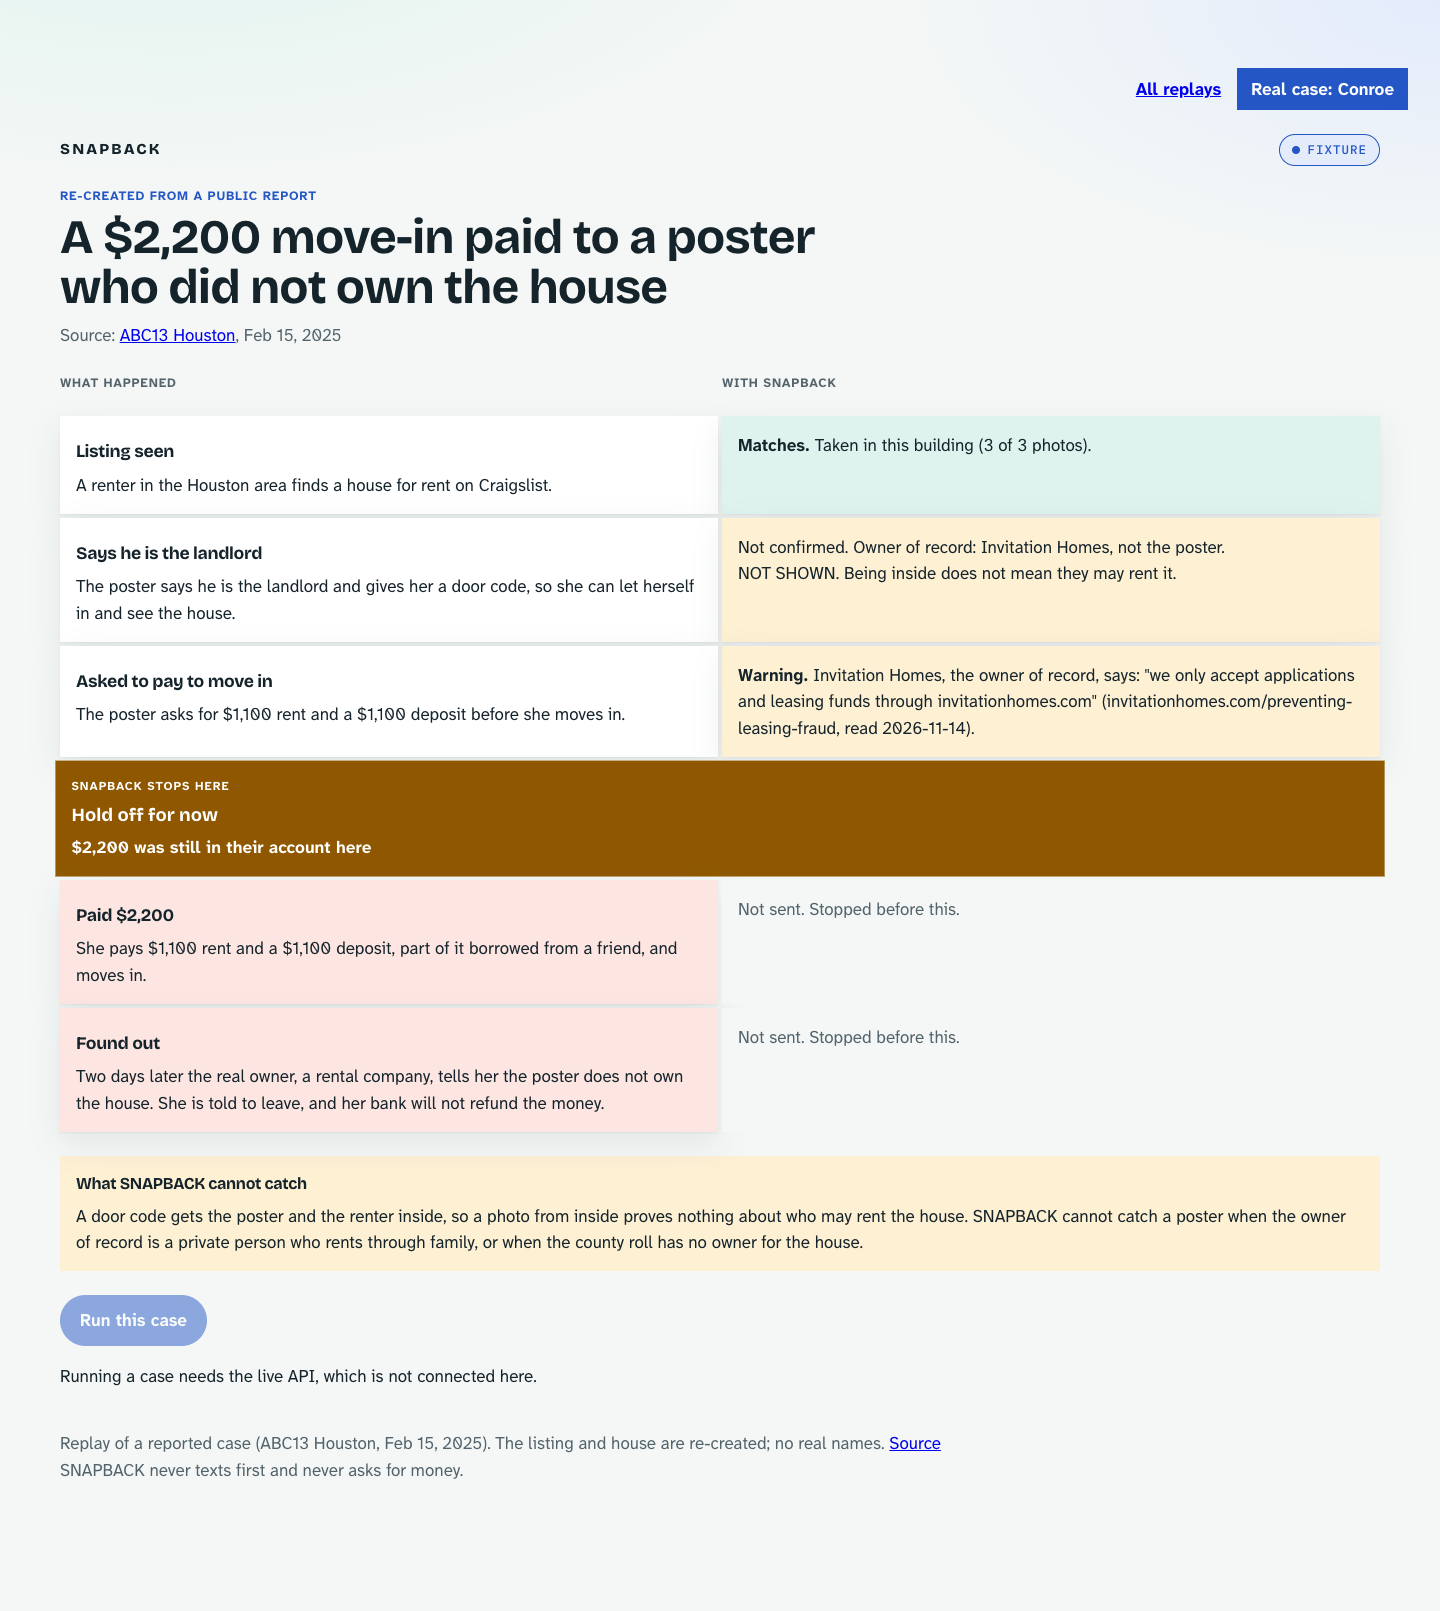 All replays
Real case: Conroe
SNAPBACK
FIXTURE
RE-CREATED FROM A PUBLIC REPORT
A $2,200 move-in paid to a poster
who did not own the house
Source: ABC13 Houston, Feb 15, 2025
WHAT HAPPENED
WITH SNAPBACK
Listing seen
A renter in the Houston area finds a house for rent on Craigslist.
Matches. Taken in this building (3 of 3 photos).
Says he is the landlord
The poster says he is the landlord and gives her a door code, so she can let herself
in and see the house.
Not confirmed. Owner of record: Invitation Homes, not the poster.
NOT SHOWN. Being inside does not mean they may rent it.
Asked to pay to move in
The poster asks for $1,100 rent and a $1,100 deposit before she moves in.
Warning. Invitation Homes, the owner of record, says: "we only accept applications
and leasing funds through invitationhomes.com" (invitationhomes.com/preventing-
leasing-fraud, read 2026-11-14).
SNAPBACK STOPS HERE
Hold off for now
$2,200 was still in their account here
Paid $2,200
She pays $1,100 rent and a $1,100 deposit, part of it borrowed from a friend, and
moves in.
Not sent. Stopped before this.
Found out
Two days later the real owner, a rental company, tells her the poster does not own
the house. She is told to leave, and her bank will not refund the money.
Not sent. Stopped before this.
What SNAPBACK cannot catch
A door code gets the poster and the renter inside, so a photo from inside proves nothing about who may rent the house. SNAPBACK cannot catch a poster when the owner
of record is a private person who rents through family, or when the county roll has no owner for the house.
Run this case
Running a case needs the live API, which is not connected here.
Replay of a reported case (ABC13 Houston, Feb 15, 2025). The listing and house are re-created; no real names. Source
SNAPBACK never texts first and never asks for money.